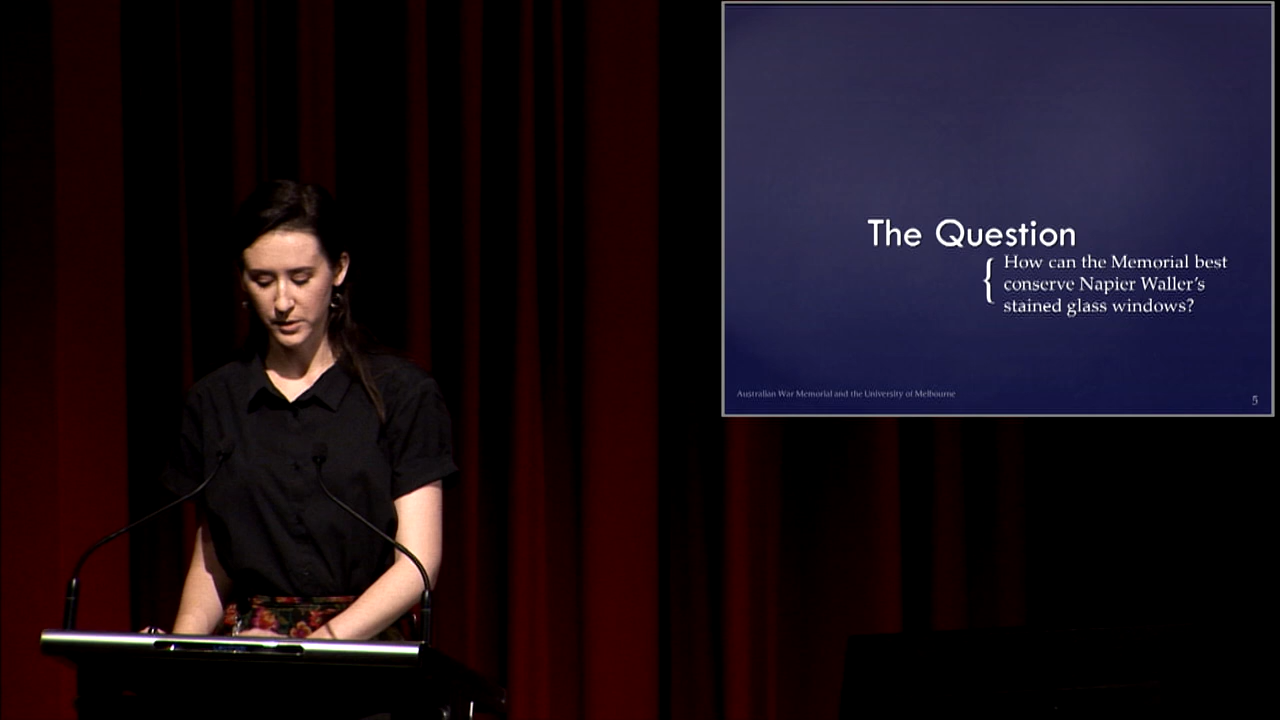 The Question
{ How can the Memorial best
conserve Napier Waller's
stained glass windows?
Australian War Memorial and the University of Melbourne
5